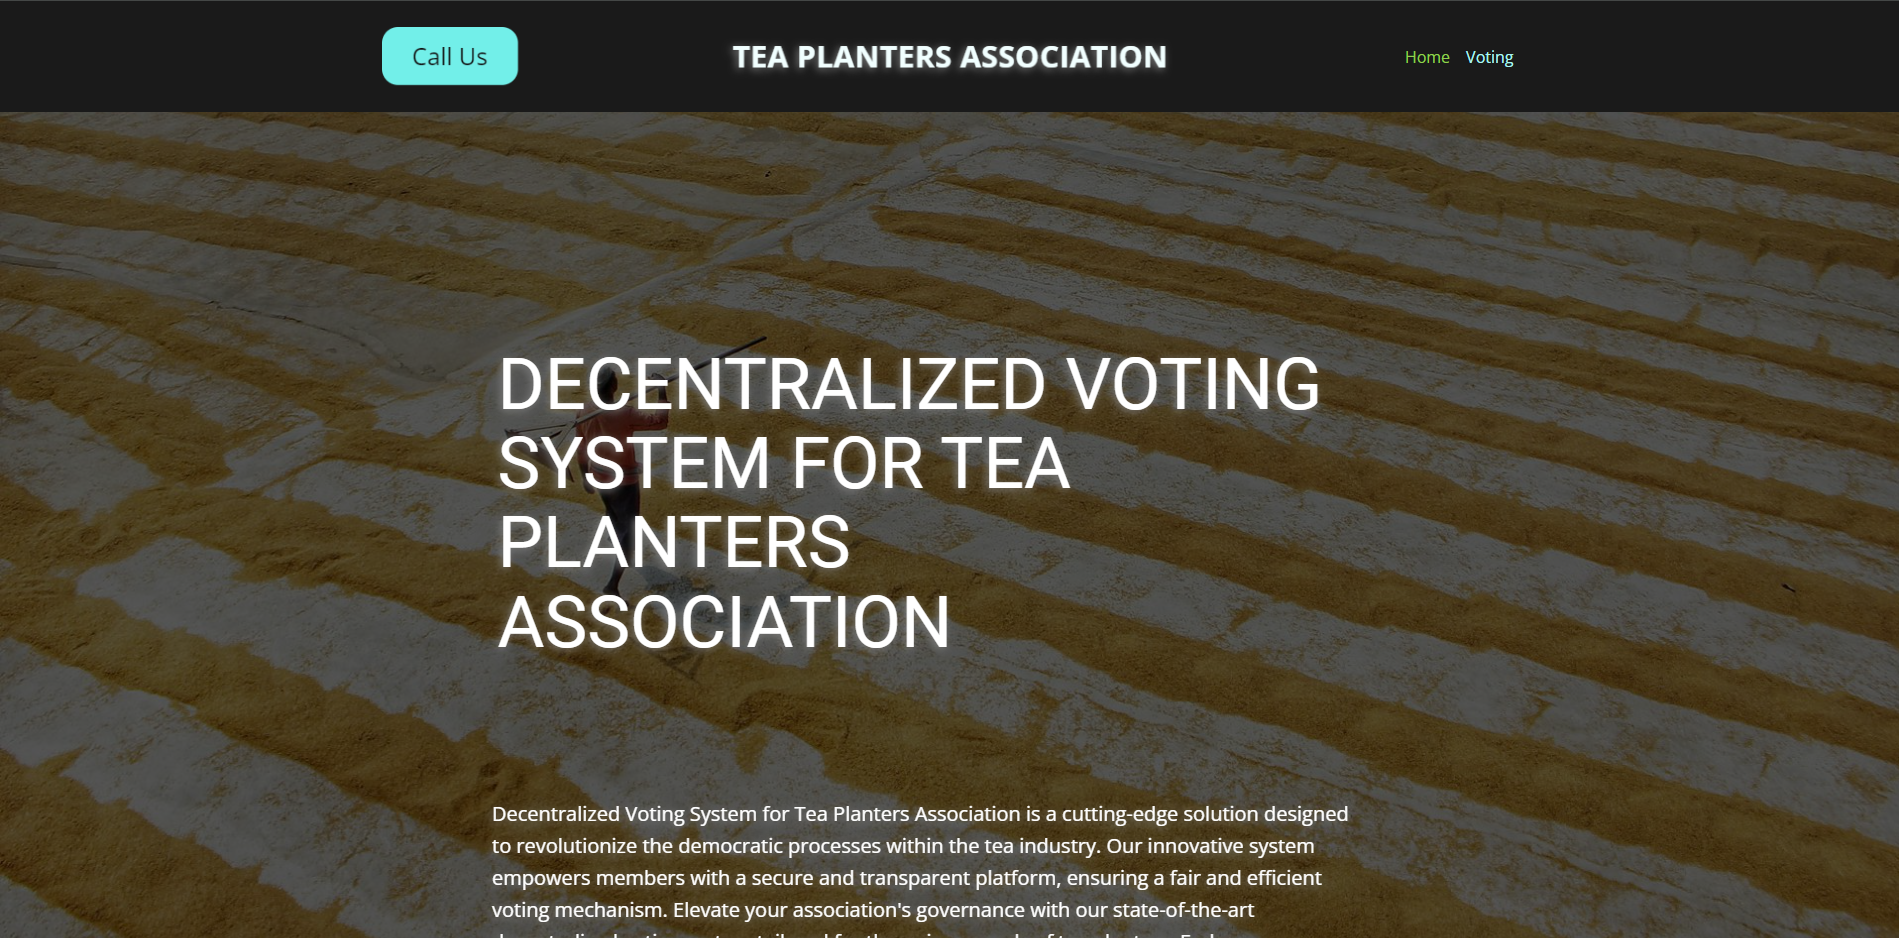 Call Us
TEA PLANTERS ASSOCIATION
Home Voting
DECENTRALIZED VOTING
SYSTEM FOR TEA
PLANTERS
ASSOCIATION
Decentralized Voting System for Tea Planters Association is a cutting-edge solution designed
to revolutionize the democratic processes within the tea industry. Our innovative system
empowers members with a secure and transparent platform, ensuring a fair and efficient
voting mechanism. Elevate your association's governance with our state-of-the-art